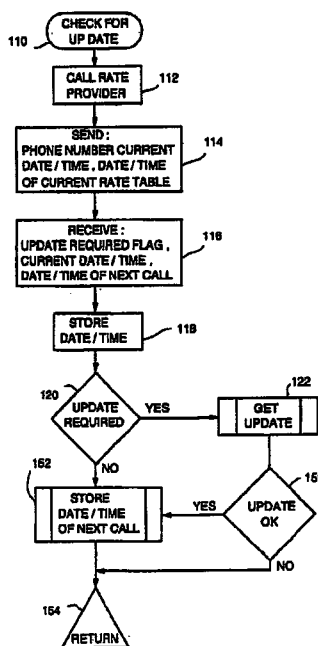 CHECK FOR
UP DATE
110
CALL RATE
PROVIDER
112
SEND :
PHONE NUMBER CURRENT
DATE / TIME , DATE / TIME
OF CURRENT RATE TABLE
114
RECEIVE :
UPDATE REQUIRED FLAG ,
CURRENT DATE / TIME ,
DATE / TIME OF NEXT CALL
116
STORE
DATE / TIME
118
120
UPDATE
REQUIRED
YES
122
GET
UPDATE
NO
152
STORE
DATE / TIME
OF NEXT CALL
YES
UPDATE
OK
15
NO
154
RETURN